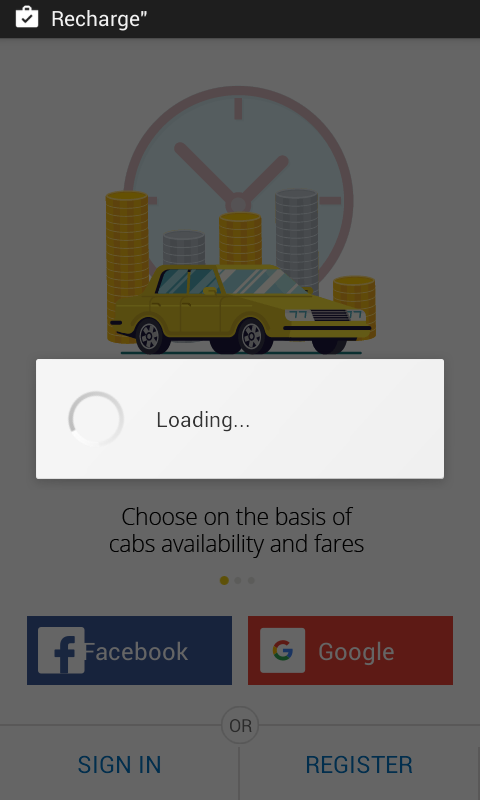 Recharge"
Loading...
Choose on the basis of
cabs availability and fares
Facebook
Google
OR
SIGN IN
REGISTER